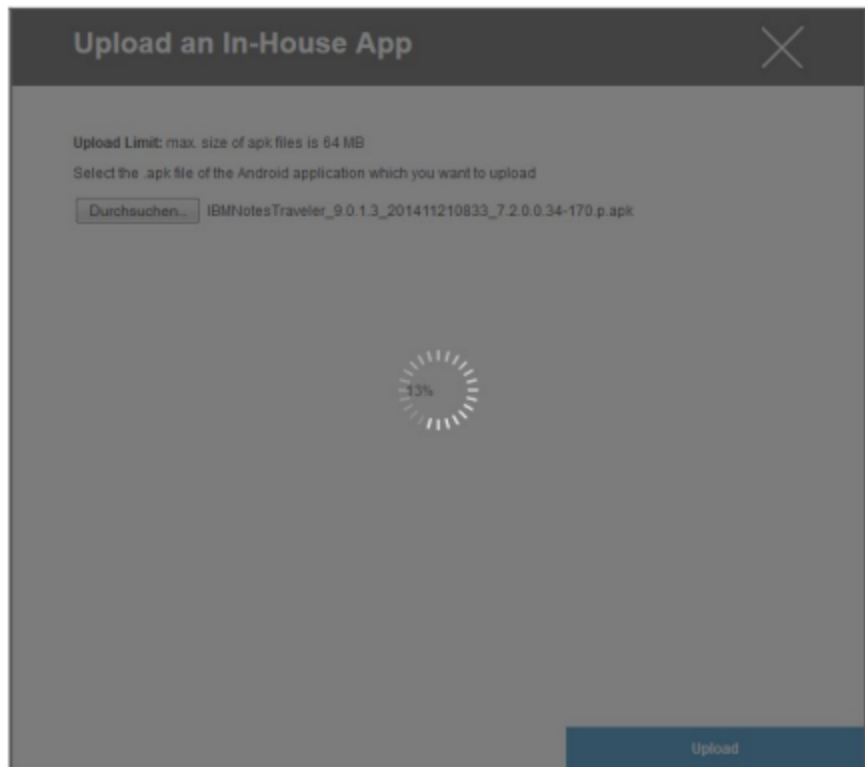 Upload an In-House App
Upload Limit: max. size of apk files is 64 MB
Select the .apk file of the Android application which you want to upload
Durchsuchen... IBMNotesTraveler_9.0.1.3_201411210833_7.2.0.0.34-170.p.apk
13%
Upload